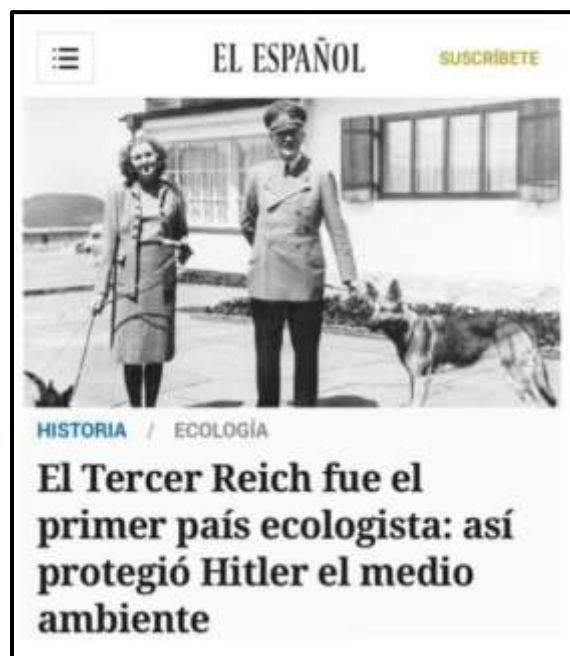 EL ESPAÑOL
SUSCRÍBETE
HISTORIA / ECOLOGÍA
El Tercer Reich fue el
primer país ecologista: así
protegió Hitler el medio
ambiente